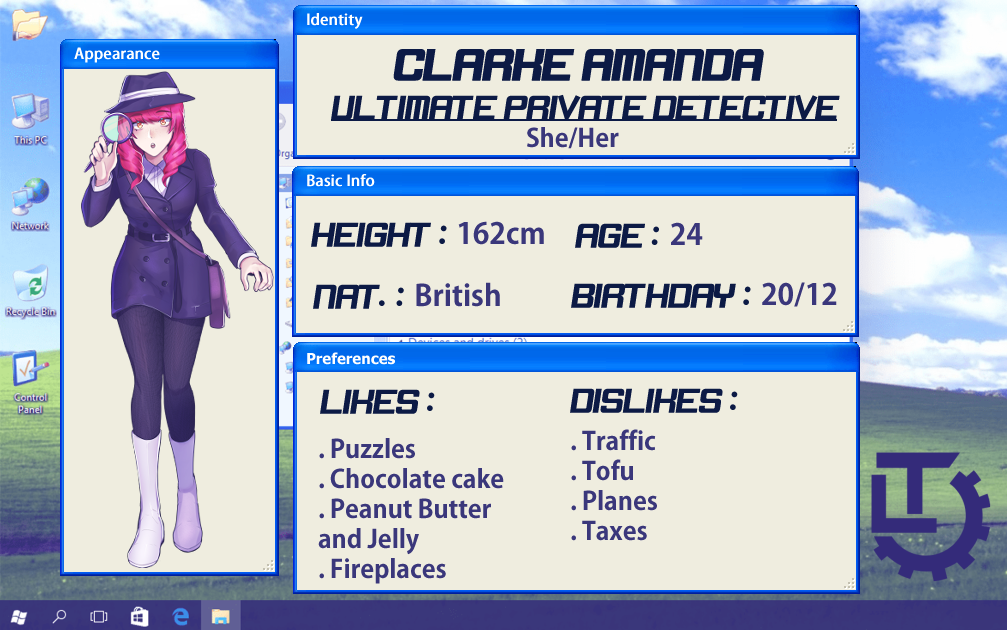 This PC
Network
Recycle Bin
Control
Panel
Appearance
Identity
CLARKE AMANDA
ULTIMATE PRIVATE DETECTIVE
She/Her
Basic Info
HEIGHT : 162cm
AGE : 24
NAT. : British
BIRTHDAY : 20/12
Preferences
LIKES :
. Puzzles
. Chocolate cake
. Peanut Butter
and Jelly
. Fireplaces
DISLIKES :
. Traffic
. Tofu
. Planes
. Taxes
LT